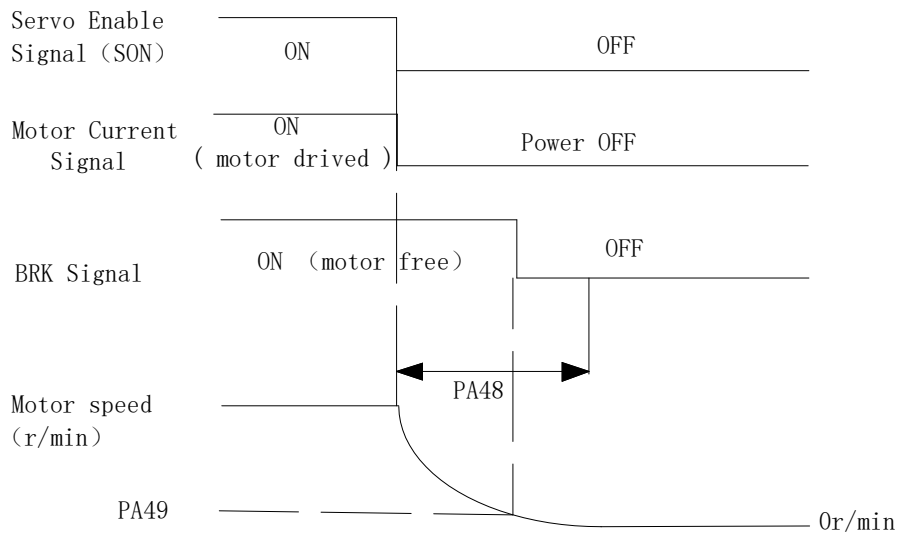 Servo Enable
Signal（SON）
ON
OFF
Motor Current
Signal
ON
( motor drived )
Power OFF
BRK Signal
ON （motor free）
OFF
PA48
Motor speed
（r/min）
PA49
0r/min